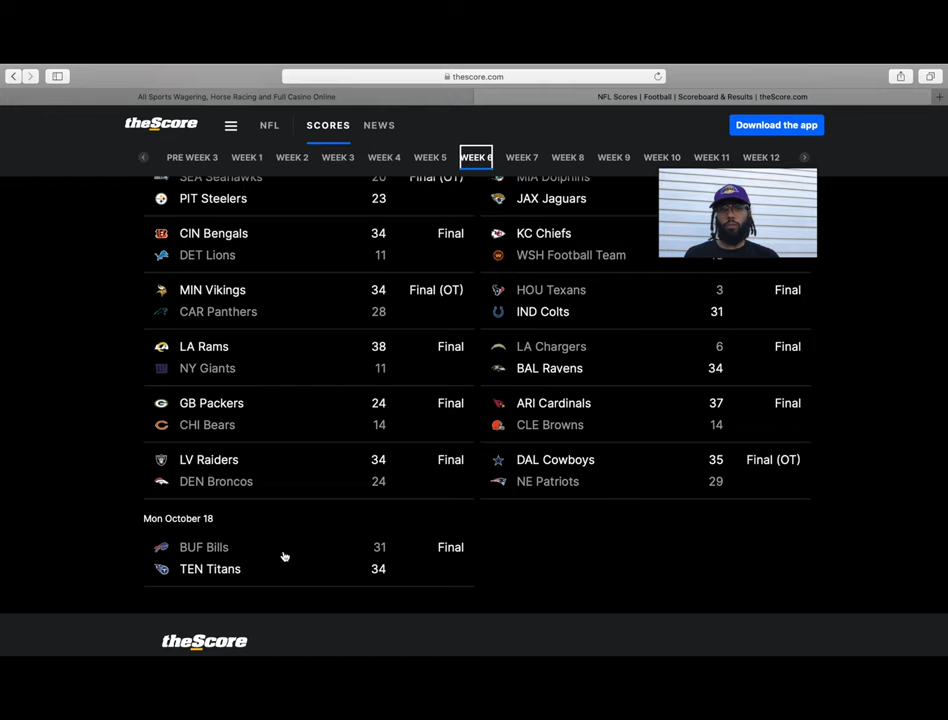 thescore.com
All Sports Wagering, Horse Racing and Full Casino Online
NFL Scores | Football | Scoreboard & Results | theScore.com
theScore NFL SCORES NEWS Download the app
PRE WEEK 3 WEEK 1 WEEK 2 WEEK 3 WEEK 4 WEEK 5 WEEK 6 WEEK 7 WEEK 8 WEEK 9 WEEK 10 WEEK 11 WEEK 12
SEA Seahawks 20 Final (OT)
PIT Steelers 23
CIN Bengals 34 Final
DET Lions 11
MIN Vikings 34 Final (OT)
CAR Panthers 28
LA Rams 38 Final
NY Giants 11
GB Packers 24 Final
CHI Bears 14
LV Raiders 34 Final
DEN Broncos 24
MIA Dolphins
JAX Jaguars
KC Chiefs
WSH Football Team
HOU Texans 3 Final
IND Colts 31
LA Chargers 6 Final
BAL Ravens 34
ARI Cardinals 37 Final
CLE Browns 14
DAL Cowboys 35 Final (OT)
NE Patriots 29
Mon October 18
BUF Bills 31 Final
TEN Titans 34
theScore